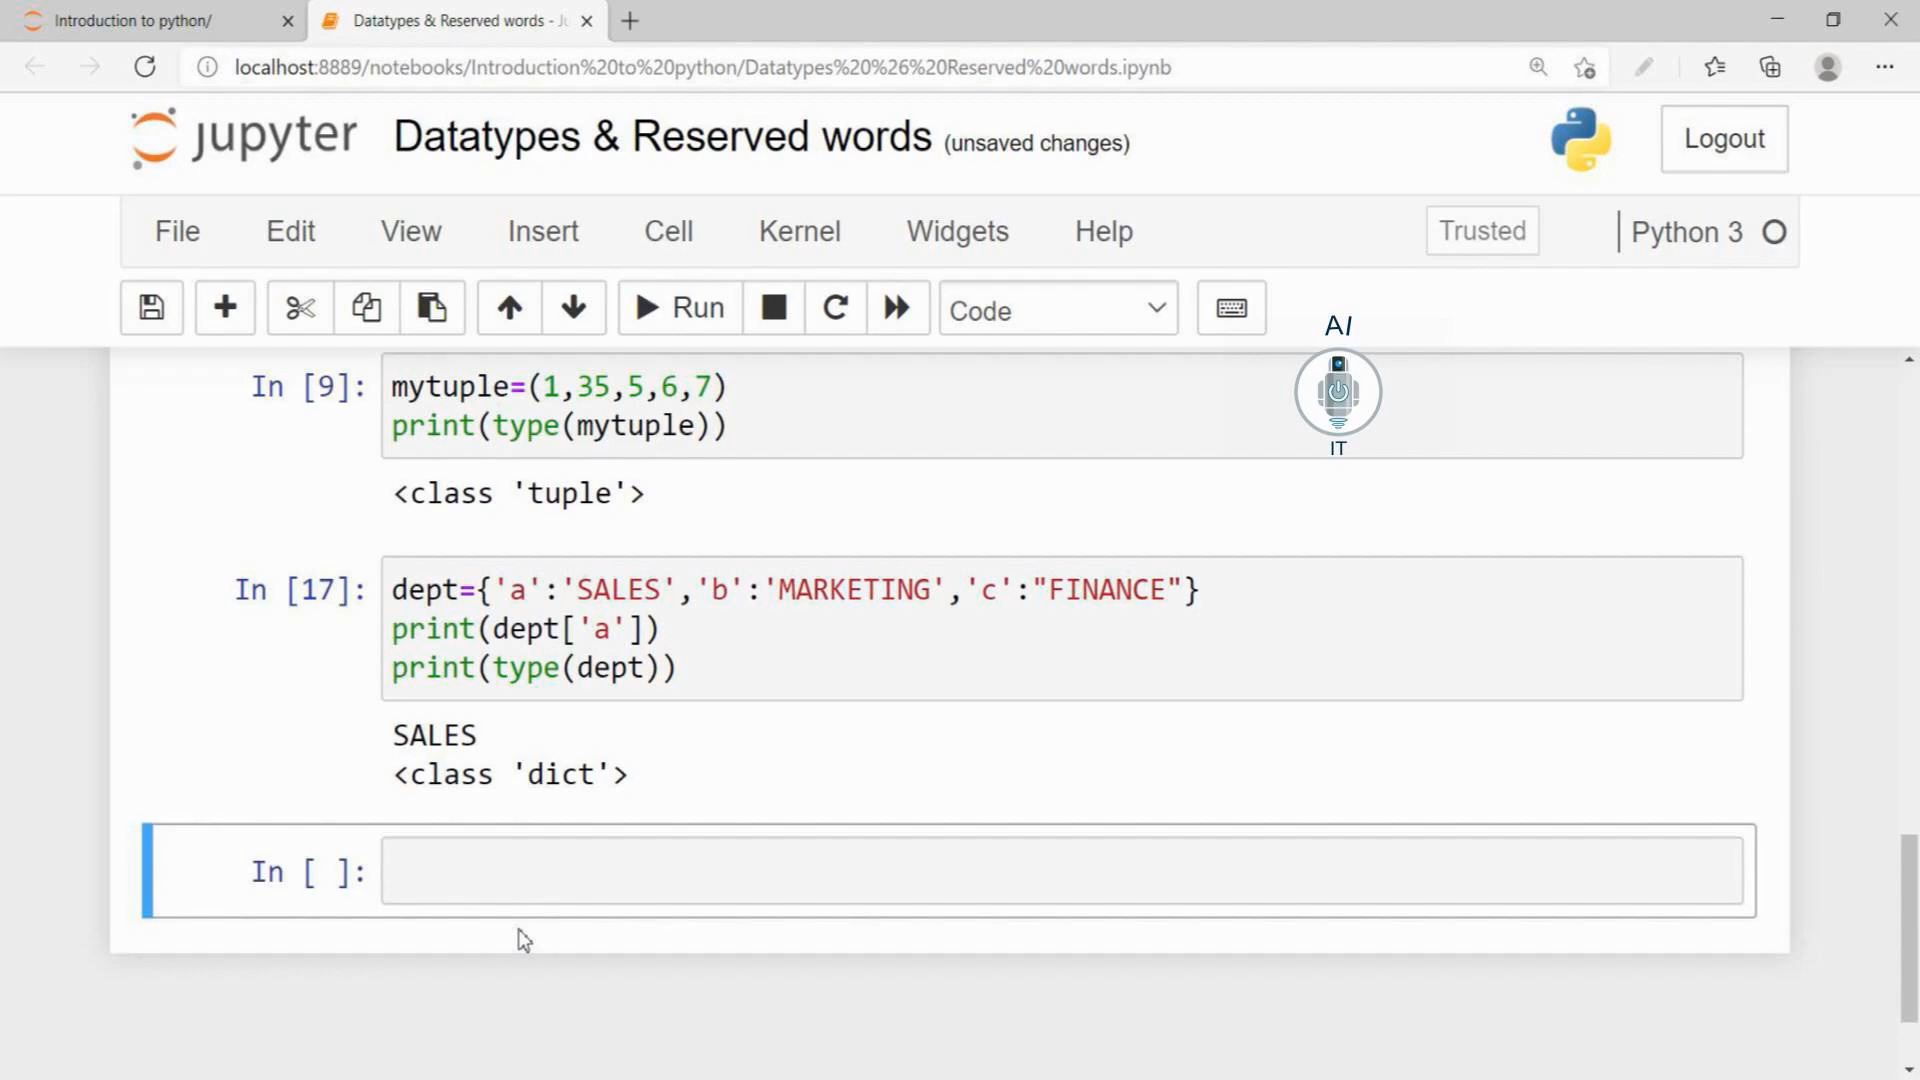 Introduction to python/
Datatypes & Reserved words - Ju
localhost:8889/notebooks/Introduction%20to%20python/Datatypes%20%26%20Reserved%20words.ipynb
jupyter Datatypes & Reserved words (unsaved changes)
Logout
File Edit View Insert Cell Kernel Widgets Help
Trusted
Python 3
Run
Code
AI
IT
In [9]:
mytuple=(1,35,5,6,7)
print(type(mytuple))
<class 'tuple'>
In [17]:
dept={'a':'SALES','b':'MARKETING','c':"FINANCE"}
print(dept['a'])
print(type(dept))
SALES
<class 'dict'>
In [ ]: